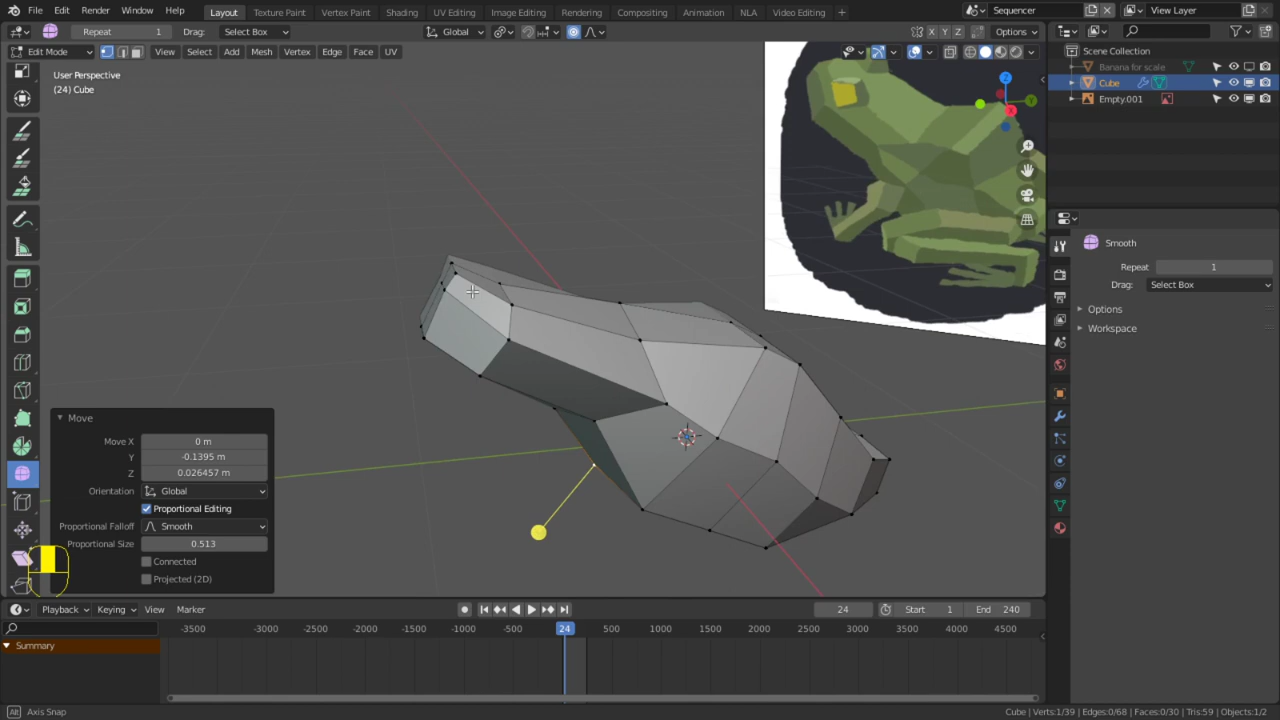 File Edit Render Window Help Layout Texture Paint Vertex Paint Shading UV Editing Image Editing Rendering Compositing Animation NLA Video Editing + Sequencer View Layer
Repeat 1 Drag: Select Box Global X Y Z Options
Edit Mode View Select Add Mesh Vertex Edge Face UV
User Perspective
(24) Cube
Scene Collection
Banana for scale
Cube
Empty.001
Z
Y
X
Smooth
Repeat 1
Drag: Select Box
Options
Workspace
Move
Move X 0 m
Y -0.1395 m
Z 0.026457 m
Orientation Global
Proportional Editing
Proportional Falloff Smooth
Proportional Size 0.513
Connected
Projected (2D)
Playback Keying View Marker 24 Start 1 End 240
-3500 -3000 -2500 -2000 -1500 -1000 -500 24 500 1000 1500 2000 2500 3000 3500 4000 4500
Summary
Alt Axis Snap Cube | Verts:1/39 | Edges:0/68 | Faces:0/30 | Tris:59 | Objects:1/2